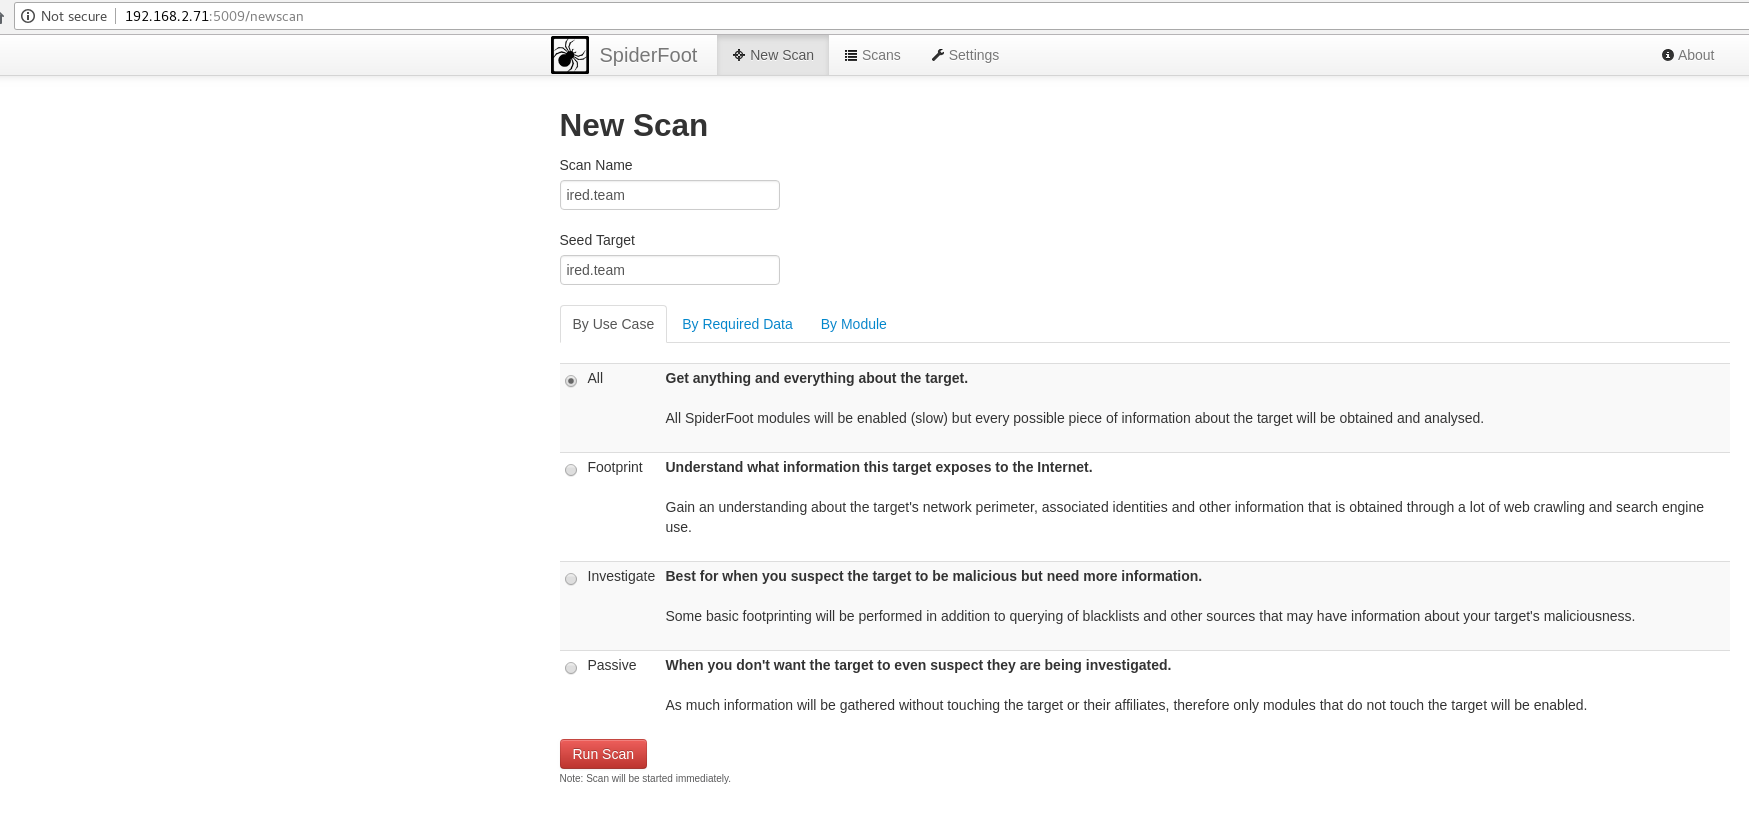 Not secure 192.168.2.71:5009/newscan
SpiderFoot New Scan Scans Settings About
New Scan
Scan Name
ired.team
Seed Target
ired.team
By Use Case By Required Data By Module
All Get anything and everything about the target.
All SpiderFoot modules will be enabled (slow) but every possible piece of information about the target will be obtained and analysed.
Footprint Understand what information this target exposes to the Internet.
Gain an understanding about the target's network perimeter, associated identities and other information that is obtained through a lot of web crawling and search engine
use.
Investigate Best for when you suspect the target to be malicious but need more information.
Some basic footprinting will be performed in addition to querying of blacklists and other sources that may have information about your target's maliciousness.
Passive When you don't want the target to even suspect they are being investigated.
As much information will be gathered without touching the target or their affiliates, therefore only modules that do not touch the target will be enabled.
Run Scan
Note: Scan will be started immediately.